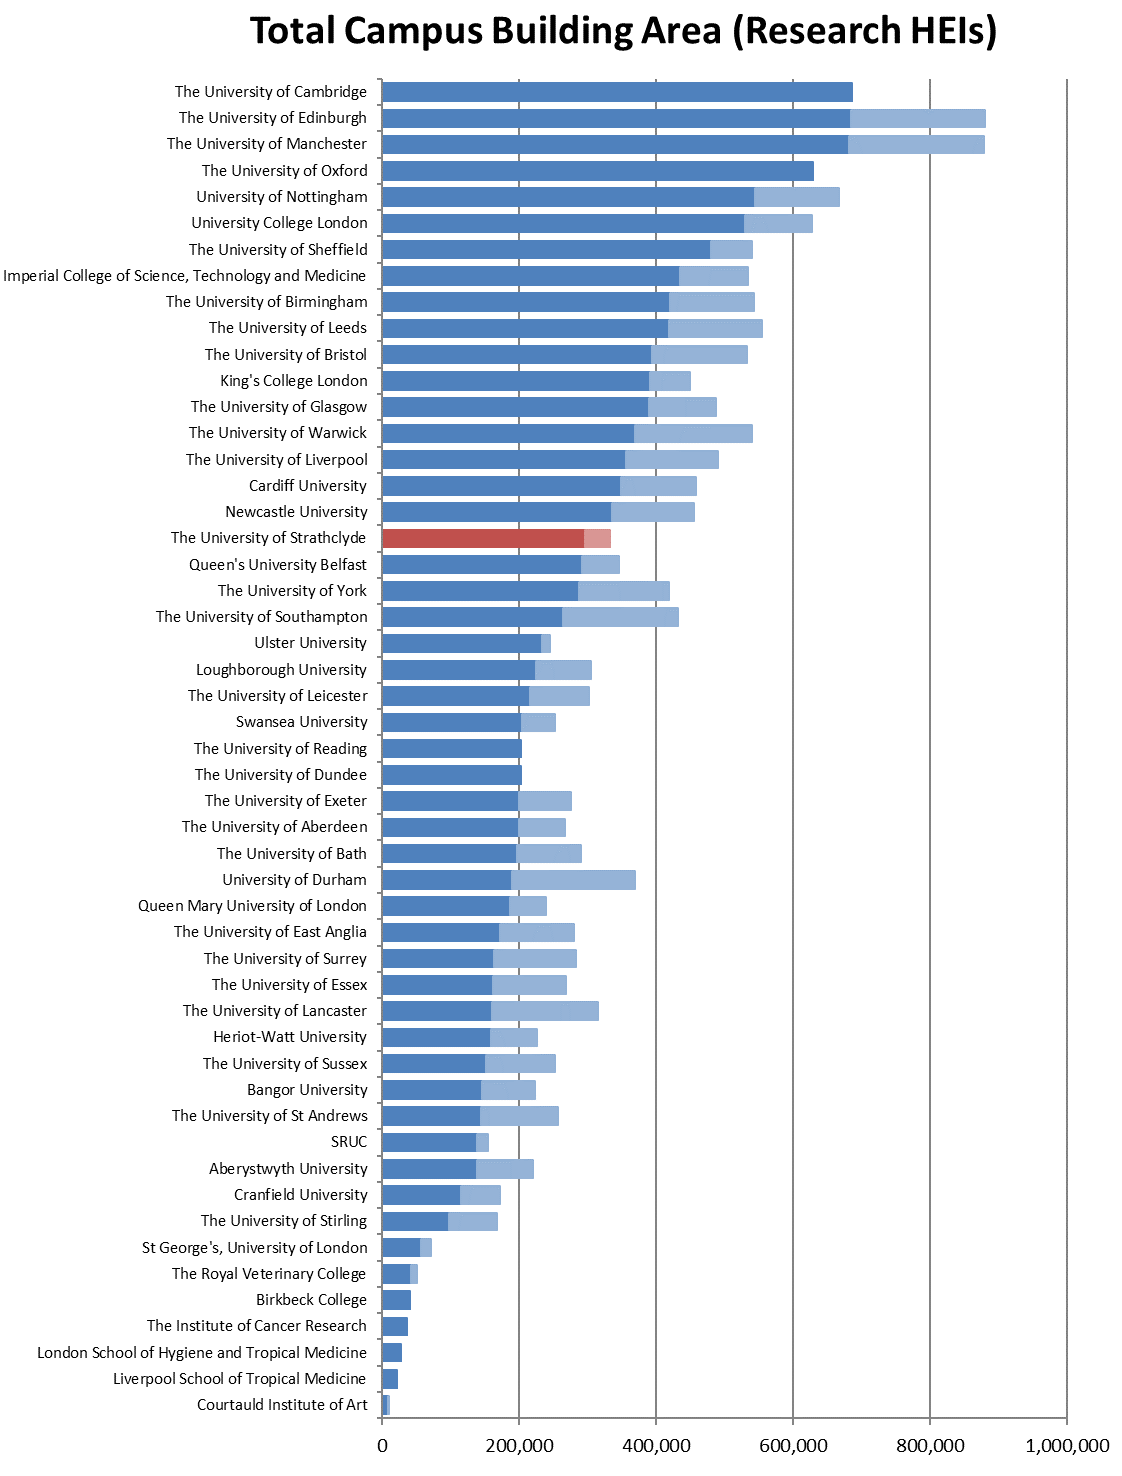 Total Campus Building Area (Research HEIs)
The University of Cambridge
The University of Edinburgh
The University of Manchester
The University of Oxford
University of Nottingham
University College London
The University of Sheffield
Imperial College of Science, Technology and Medicine
The University of Birmingham
The University of Leeds
The University of Bristol
King's College London
The University of Glasgow
The University of Warwick
The University of Liverpool
Cardiff University
Newcastle University
The University of Strathclyde
Queen's University Belfast
The University of York
The University of Southampton
Ulster University
Loughborough University
The University of Leicester
Swansea University
The University of Reading
The University of Dundee
The University of Exeter
The University of Aberdeen
The University of Bath
University of Durham
Queen Mary University of London
The University of East Anglia
The University of Surrey
The University of Essex
The University of Lancaster
Heriot-Watt University
The University of Sussex
Bangor University
The University of St Andrews
SRUC
Aberystwyth University
Cranfield University
The University of Stirling
St George's, University of London
The Royal Veterinary College
Birkbeck College
The Institute of Cancer Research
London School of Hygiene and Tropical Medicine
Liverpool School of Tropical Medicine
Courtauld Institute of Art
0 200,000 400,000 600,000 800,000 1,000,000